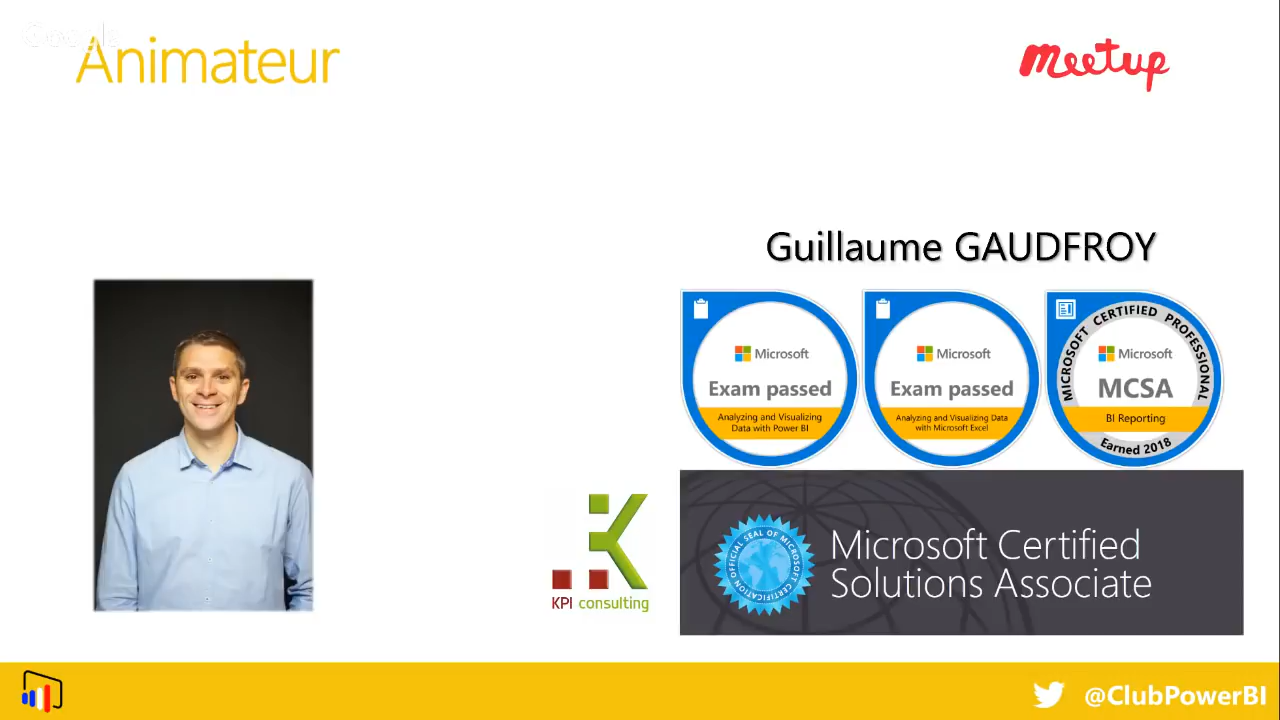 Google
Animateur
meetup
Guillaume GAUDFROY
Microsoft
Exam passed
Analyzing and Visualizing
Data with Power BI
Microsoft
Exam passed
Analyzing and Visualizing Data
with Microsoft Excel
MICROSOFT CERTIFIED PROFESSIONAL
Microsoft
MCSA
BI Reporting
Earned 2018
KPI consulting
OFFICIAL SEAL OF MICROSOFT CERTIFICATION
Microsoft Certified
Solutions Associate
@ClubPowerBI